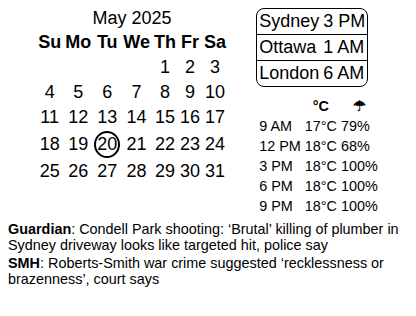 May 2025
Su Mo Tu We Th Fr Sa
1 2 3
4 5 6 7 8 9 10
11 12 13 14 15 16 17
18 19 20 21 22 23 24
25 26 27 28 29 30 31
Sydney 3 PM
Ottawa 1 AM
London 6 AM
°C ☂
9 AM 17°C 79%
12 PM 18°C 68%
3 PM 18°C 100%
6 PM 18°C 100%
9 PM 18°C 100%
Guardian: Condell Park shooting: ‘Brutal’ killing of plumber in
Sydney driveway looks like targeted hit, police say
SMH: Roberts-Smith war crime suggested ‘recklessness or
brazenness’, court says